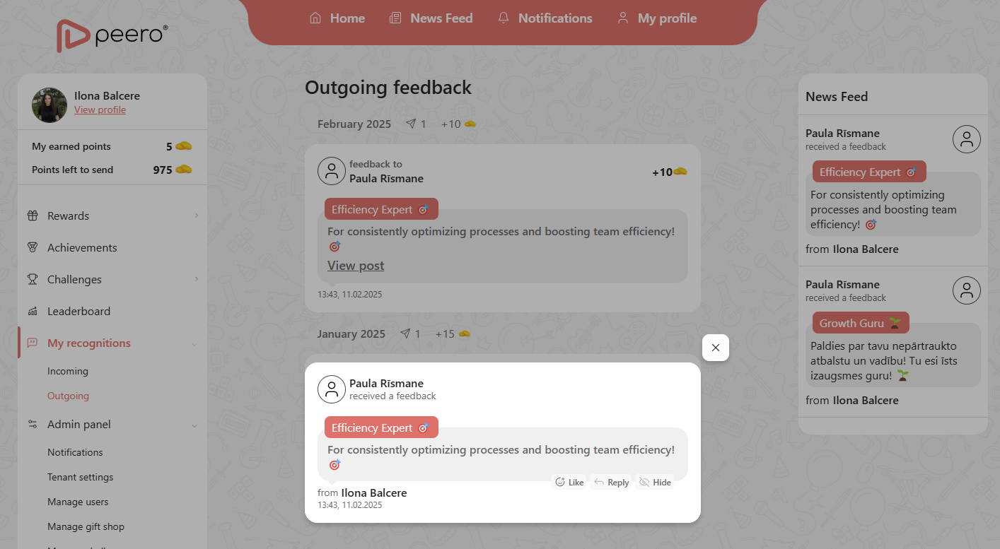 Home
News Feed
Notifications
My profile
peero®
Ilona Balcere
View profile
My earned points 5
Points left to send 975
Rewards
Achievements
Challenges
Leaderboard
My recognitions
Incoming
Outgoing
Admin panel
Notifications
Tenant settings
Manage users
Manage gift shop
Outgoing feedback
February 2025 1 +10
feedback to
Paula Rīsmane
+10
Efficiency Expert 🎯
For consistently optimizing processes and boosting team efficiency!
🎯
View post
13:43, 11.02.2025
January 2025 1 +15
Paula Rīsmane
received a feedback
Efficiency Expert 🎯
For consistently optimizing processes and boosting team efficiency!
🎯
Like
Reply
Hide
from Ilona Balcere
13:43, 11.02.2025
News Feed
Paula Rīsmane
received a feedback
Efficiency Expert 🎯
For consistently optimizing
processes and boosting team
efficiency! 🎯
from Ilona Balcere
Paula Rīsmane
received a feedback
Growth Guru 🌱
Paldies par tavu nepārtraukto
atbalstu un vadību! Tu esi īsts
izaugsmes guru! 🌱
from Ilona Balcere